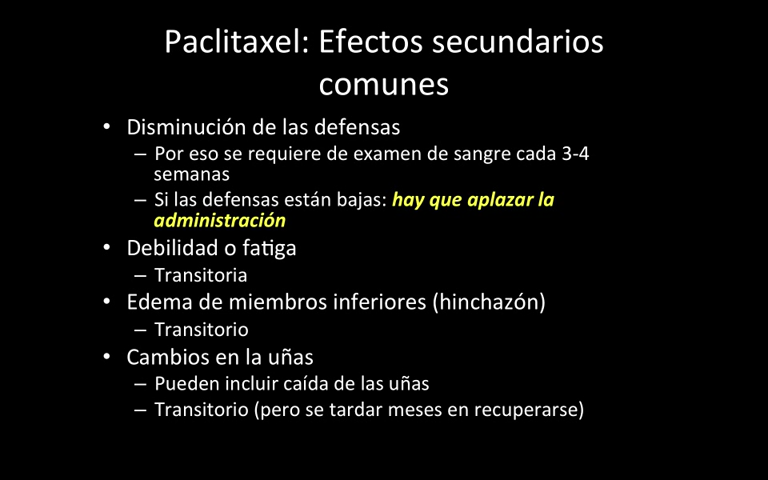 Paclitaxel: Efectos secundarios
comunes
• Disminución de las defensas
– Por eso se requiere de examen de sangre cada 3-4
semanas
– Si las defensas están bajas: hay que aplazar la
administración
• Debilidad o fatiga
– Transitoria
• Edema de miembros inferiores (hinchazón)
– Transitorio
• Cambios en la uñas
– Pueden incluir caída de las uñas
– Transitorio (pero se tardar meses en recuperarse)